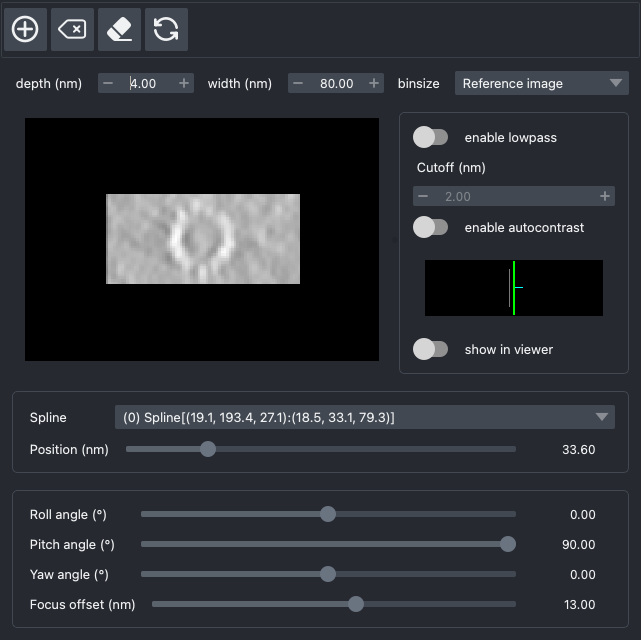 depth (nm) − 4.00 + width (nm) − 80.00 + binsize Reference image
enable lowpass
Cutoff (nm)
− 2.00 +
enable autocontrast
show in viewer
Spline (0) Spline[(19.1, 193.4, 27.1):(18.5, 33.1, 79.3)]
Position (nm) 33.60
Roll angle (°) 0.00
Pitch angle (°) 90.00
Yaw angle (°) 0.00
Focus offset (nm) 13.00